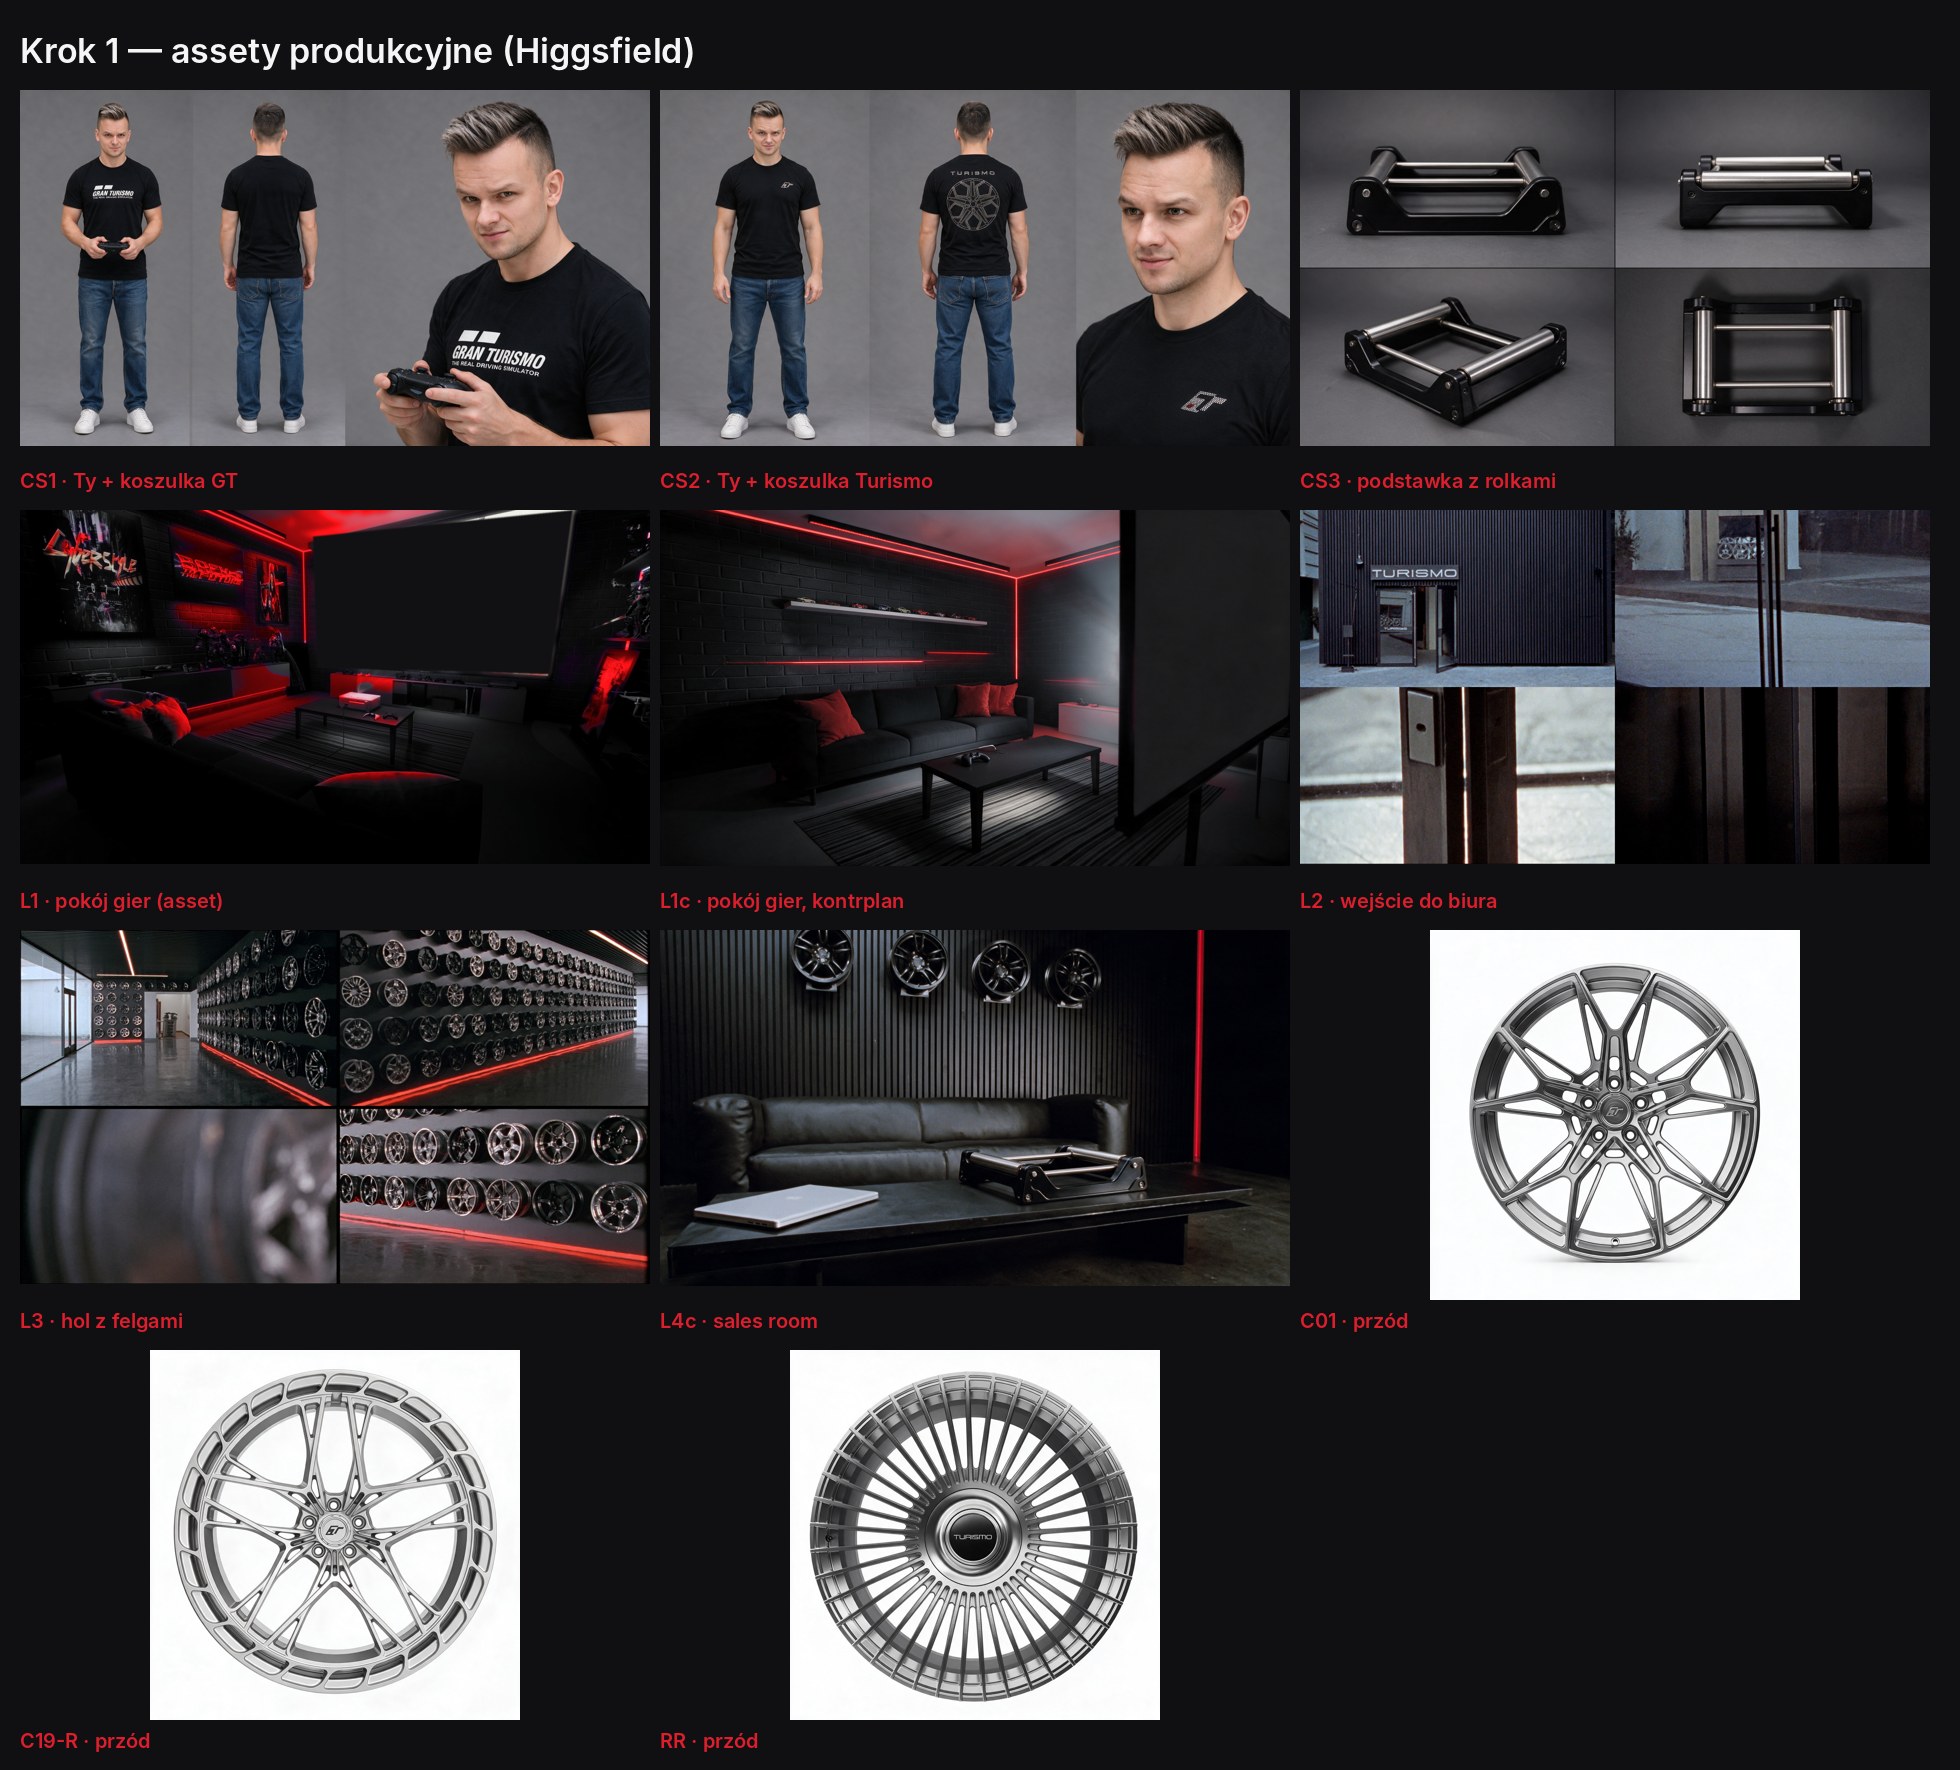 Krok 1 — assety produkcyjne (Higgsfield)
GRAN TURISMO
GRAN TURISMO
THE REAL DRIVING SIMULATOR
TURISMO
CS1 · Ty + koszulka GT
CS2 · Ty + koszulka Turismo
CS3 · podstawka z rolkami
TURISMO
L1 · pokój gier (asset)
L1c · pokój gier, kontrplan
L2 · wejście do biura
L3 · hol z felgami
L4c · sales room
C01 · przód
TURISMO
C19-R · przód
RR · przód